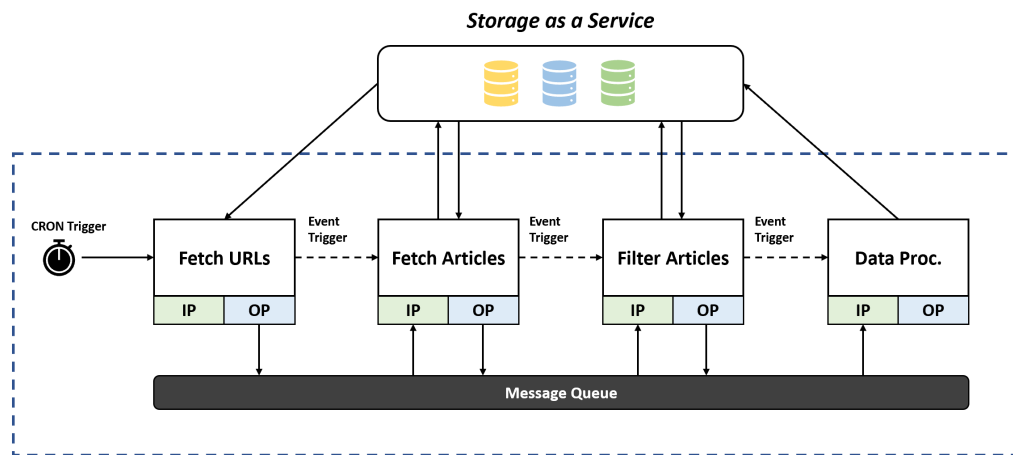 Storage as a Service
CRON Trigger
Event
Trigger
Event
Trigger
Event
Trigger
Fetch URLs
Fetch Articles
Filter Articles
Data Proc.
IP
OP
IP
OP
IP
OP
IP
OP
Message Queue